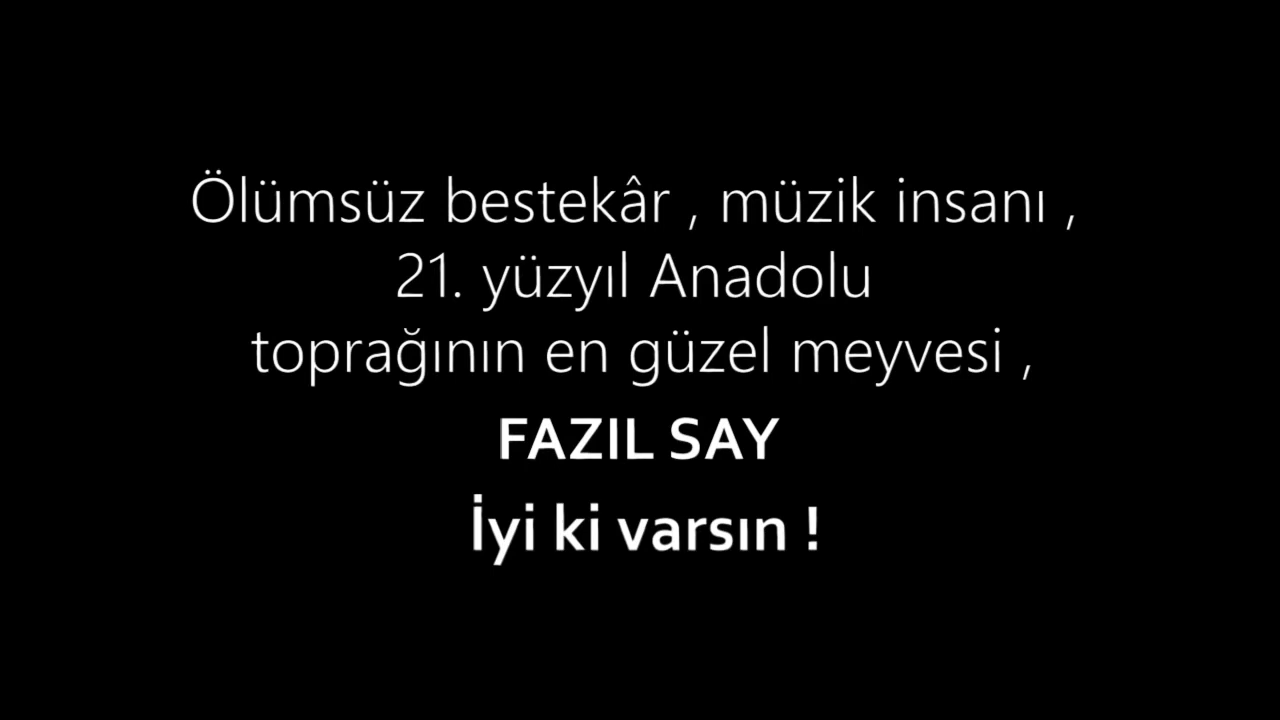 Ölümsüz bestekâr , müzik insanı ,
21. yüzyıl Anadolu
toprağının en güzel meyvesi ,
FAZIL SAY
İyi ki varsın !